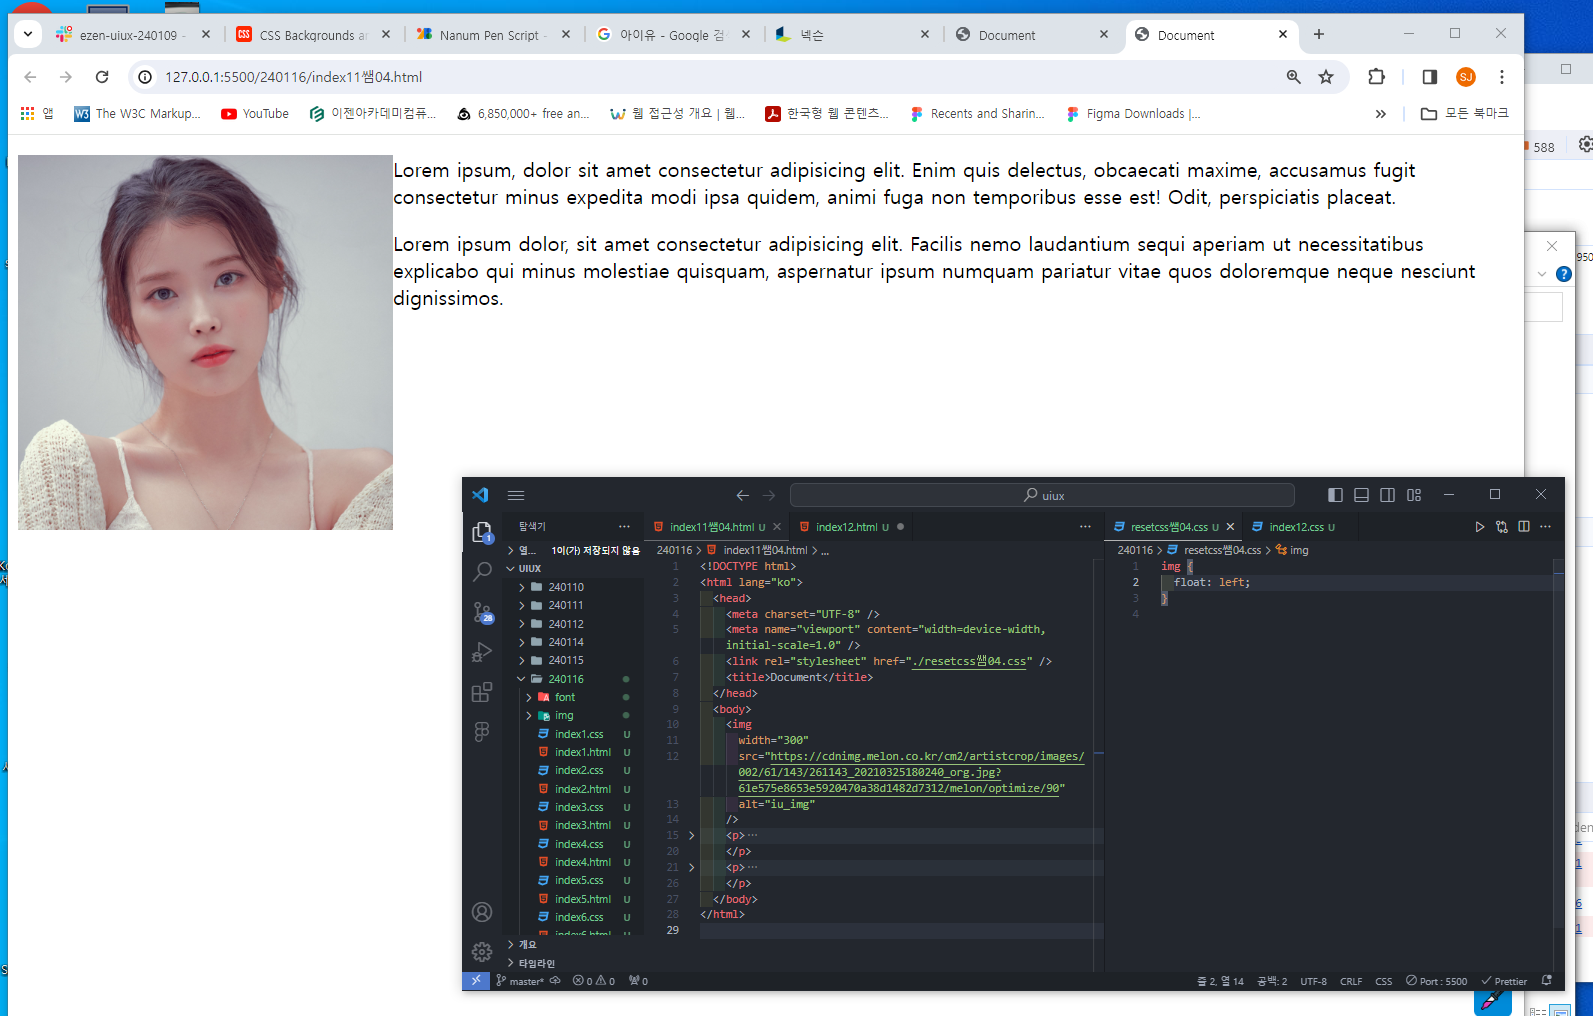 ezen-uiux-240109 -
CSS Backgrounds a
Nanum Pen Script -
아이유 - Google 검
넥슨
Document
Document
127.0.0.1:5500/240116/index11쌤04.html
SJ
앱
The W3C Markup...
YouTube
이젠아카데미컴퓨...
6,850,000+ free an...
웹 접근성 개요 | 웹...
한국형 웹 콘텐츠...
Recents and Sharin...
Figma Downloads |...
모든 북마크
588
950
Lorem ipsum, dolor sit amet consectetur adipisicing elit. Enim quis delectus, obcaecati maxime, accusamus fugit
consectetur minus expedita modi ipsa quidem, animi fuga non temporibus esse est! Odit, perspiciatis placeat.
Lorem ipsum dolor, sit amet consectetur adipisicing elit. Facilis nemo laudantium sequi aperiam ut necessitatibus
explicabo qui minus molestiae quisquam, aspernatur ipsum numquam pariatur vitae quos doloremque neque nesciunt
dignissimos.
uiux
탐색기
열... 1이(가) 저장되지 않음
UIUX
240110
240111
240112
240114
240115
240116
font
img
index1.css U
index1.html U
index2.css U
index2.html U
index3.css U
index3.html U
index4.css U
index4.html U
index5.css U
index5.html U
index6.css U
index6.html U
개요
타임라인
1
28
index11쌤04.html U
index12.html U
240116 > index11쌤04.html > ...
1 <!DOCTYPE html>
2 <html lang="ko">
3 <head>
4 <meta charset="UTF-8" />
5 <meta name="viewport" content="width=device-width,
initial-scale=1.0" />
6 <link rel="stylesheet" href="./resetcss쌤04.css" />
7 <title>Document</title>
8 </head>
9 <body>
10 <img
11 width="300"
12 src="https://cdnimg.melon.co.kr/cm2/artistcrop/images/
002/61/143/261143_20210325180240_org.jpg?
61e575e8653e5920470a38d1482d7312/melon/optimize/90"
13 alt="iu_img"
14 />
15 <p>...
20 </p>
21 <p>...
26 </p>
27 </body>
28 </html>
29
resetcss쌤04.css U
index12.css U
240116 > resetcss쌤04.css > img
1 img {
2 float: left;
3 }
4
master*
0 0
0
줄 2, 열 14
공백: 2
UTF-8
CRLF
CSS
Port : 5500
Prettier
den
1
6
1